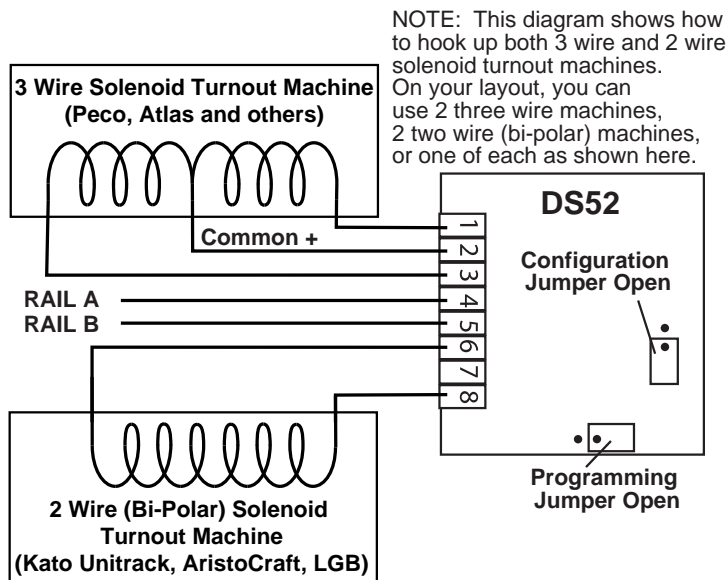 NOTE: This diagram shows how
to hook up both 3 wire and 2 wire
solenoid turnout machines.
On your layout, you can
use 2 three wire machines,
2 two wire (bi-polar) machines,
or one of each as shown here.
3 Wire Solenoid Turnout Machine
(Peco, Atlas and others)
DS52
1
Common +
2
3
RAIL A
4
RAIL B
5
6
7
8
Configuration
Jumper Open
Programming
Jumper Open
2 Wire (Bi-Polar) Solenoid
Turnout Machine
(Kato Unitrack, AristoCraft, LGB)